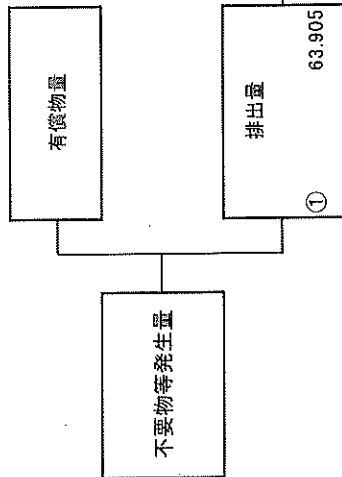 有償物量
不要物等発生量
排出量
①
63.905